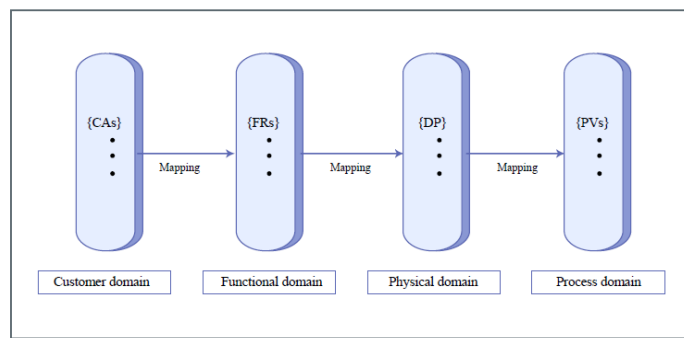 {CAs} {FRs} {DP} {PVs}
Mapping Mapping Mapping
Customer domain Functional domain Physical domain Process domain